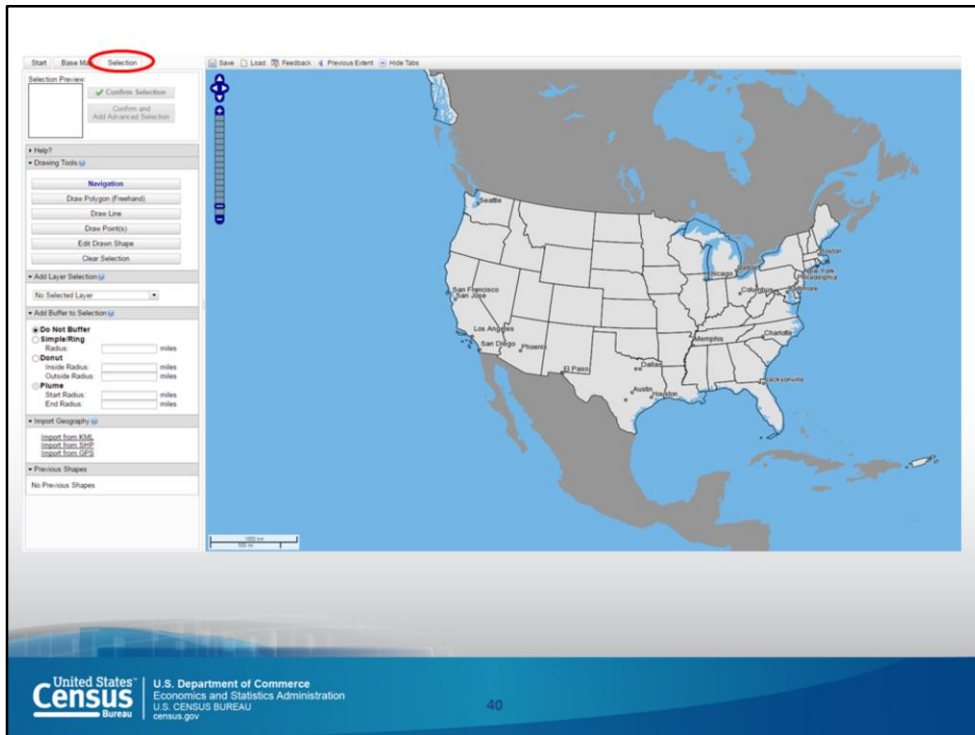 Start Base Ma Selection
Save Load Feedback Previous Extent Hide Tabs
Selection Preview:
Confirm Selection
Confirm and
Add Advanced Selection
Help?
Drawing Tools
Navigation
Draw Polygon (Freehand)
Draw Line
Draw Point(s)
Edit Drawn Shape
Clear Selection
Add Layer Selection
No Selected Layer
Add Buffer to Selection
Do Not Buffer
Simple/Ring
Radius: miles
Donut
Inside Radius: miles
Outside Radius: miles
Plume
Start Radius: miles
End Radius: miles
Import Geography
Import from KML
Import from SHP
Import from GPS
Previous Shapes
No Previous Shapes
Seattle
Boston
New York
Philadelphia
Chicago
Columbus
Baltimore
San Francisco
San Jose
Los Angeles
San Diego
Phoenix
Memphis
Charlotte
El Paso
Dallas
Jacksonville
Austin
Houston
1000 km
500 mi
United States™
Census
Bureau
U.S. Department of Commerce
Economics and Statistics Administration
U.S. CENSUS BUREAU
census.gov
40